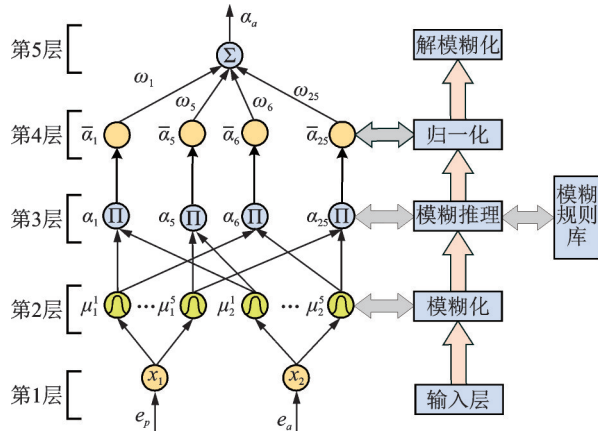 第5层
α_a
Σ
解模糊化
ω_1
ω_5
ω_6
ω_25
第4层
ᾱ_1
ᾱ_5
ᾱ_6
ᾱ_25
归一化
第3层
α_1
Π
α_5
Π
α_6
Π
α_25
Π
模糊推理
模糊
规则
库
第2层
μ_1^1
…
μ_1^5
μ_2^1
…
μ_2^5
模糊化
第1层
x_1
x_2
输入层
e_p
e_a